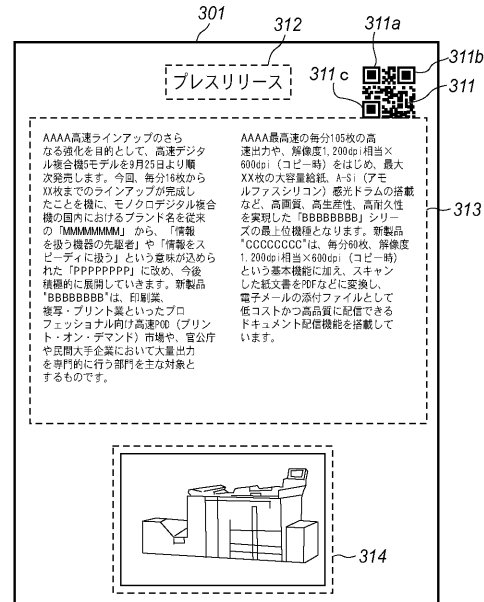 301
312
311a
311b
311c
311
プレスリリース
AAAA高速ラインアップのさら
なる強化を目的として、高速デジタ
ル複合機5モデルを9月25日より順
次発売します。今回、毎分16枚から
XX枚までのラインアップが完成し
たことを機に、モノクロデジタル複合
機の国内におけるブランド名を従来
の「MMMMMMMM」から、「情報
を扱う機器の先駆者」や「情報をス
ピーディに扱う」という意味が込めら
れた「PPPPPPPP」に改め、今後
積極的に展開していきます。新製品
"BBBBBBBB"は、印刷業、
複写・プリント業といったプロ
フェッショナル向け高速POD（プリン
ト・オン・デマンド）市場や、官公庁
や民間大手企業において大量出力
を専門的に行う部門を主な対象と
するものです。
AAAA最高速の毎分105枚の高
速出力や、解像度1,200dpi相当×
600dpi（コピー時）をはじめ、最大
XX枚の大容量給紙、A-Si（アモ
ルファスシリコン）感光ドラムの搭載
など、高画質、高生産性、高耐久性
を実現した「BBBBBBBB」シリー
ズの最上位機種となります。新製品
"CCCCCCCC"は、毎分60枚、解像度
1,200dpi相当×600dpi（コピー時）
という基本機能に加え、スキャン
した紙文書をPDFなどに変換し、
電子メールの添付ファイルとして
低コストかつ高品質に配信できる
ドキュメント配信機能を搭載して
います。
313
314